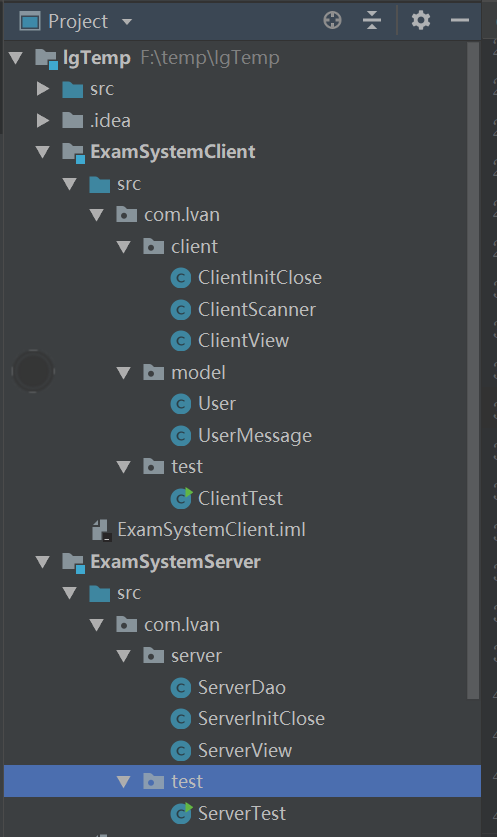 Project
lgTemp F:\temp\lgTemp
src
.idea
ExamSystemClient
src
com.lvan
client
ClientInitClose
ClientScanner
ClientView
model
User
UserMessage
test
ClientTest
ExamSystemClient.iml
ExamSystemServer
src
com.lvan
server
ServerDao
ServerInitClose
ServerView
test
ServerTest